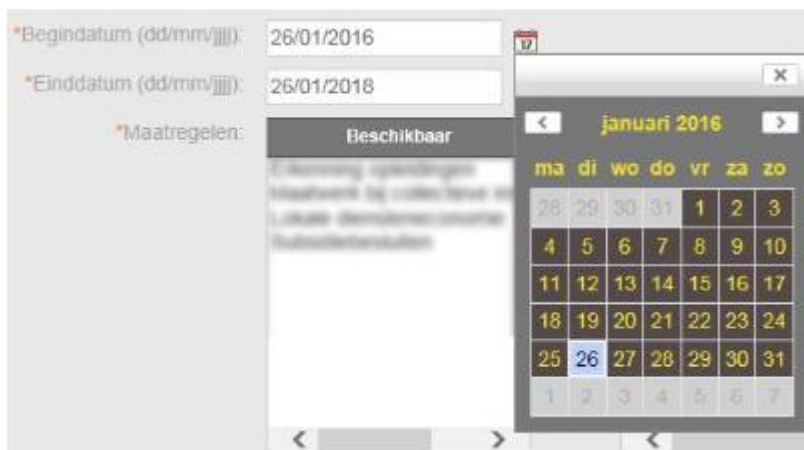 *Begindatum (dd/mm/jjjj):
26/01/2016
17
*Einddatum (dd/mm/jjjj):
26/01/2018
*Maatregelen:
Beschikbaar
januari 2016
ma di wo do vr za zo
28 29 30 31 1 2 3
4 5 6 7 8 9 10
11 12 13 14 15 16 17
18 19 20 21 22 23 24
25 26 27 28 29 30 31
1 2 3 4 5 6 7